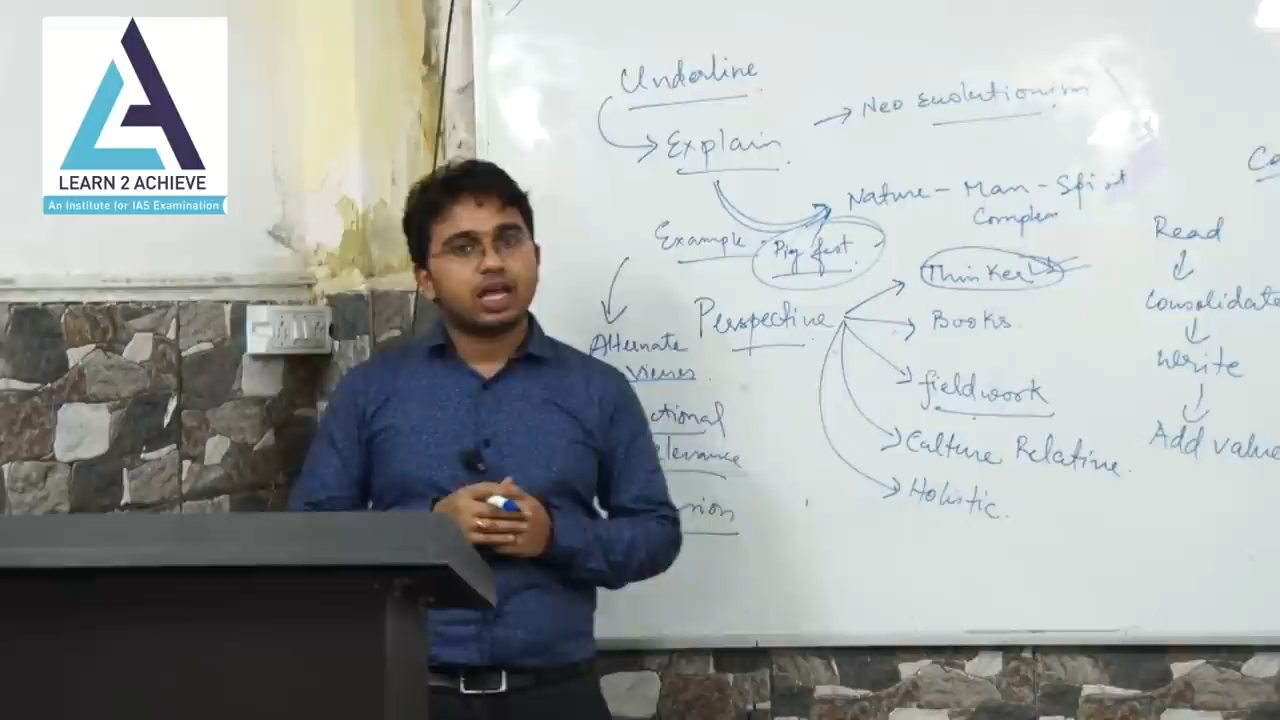 LEARN 2 ACHIEVE
An Institute for IAS Examination
Underline
Explain
Neo Evolutionism
Nature - Man - Spirit
Complex
Example - Pig fest
Alternate
views
Perspective
Thinker
Books.
fieldwork
Culture Relative.
Holistic.
Read
Consolidate
Write
Add value